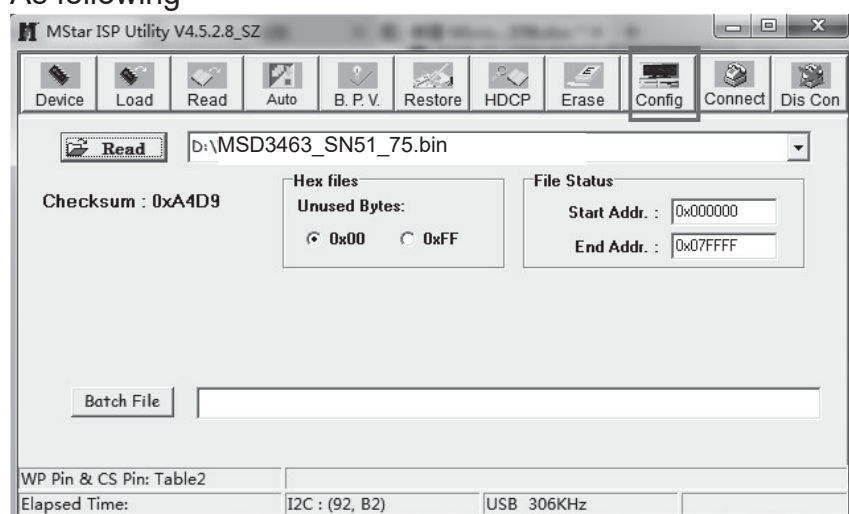 As following
MStar ISP Utility V4.5.2.8_SZ
Device Load Read Auto B. P. V. Restore HDCP Erase Config Connect Dis Con
Read D:\MSD3463_SN51_75.bin
Checksum : 0xA4D9
Hex files
Unused Bytes:
0x00 0xFF
File Status
Start Addr. : 0x000000
End Addr. : 0x07FFFF
Batch File
WP Pin & CS Pin: Table2
Elapsed Time: I2C : (92, B2) USB 306KHz